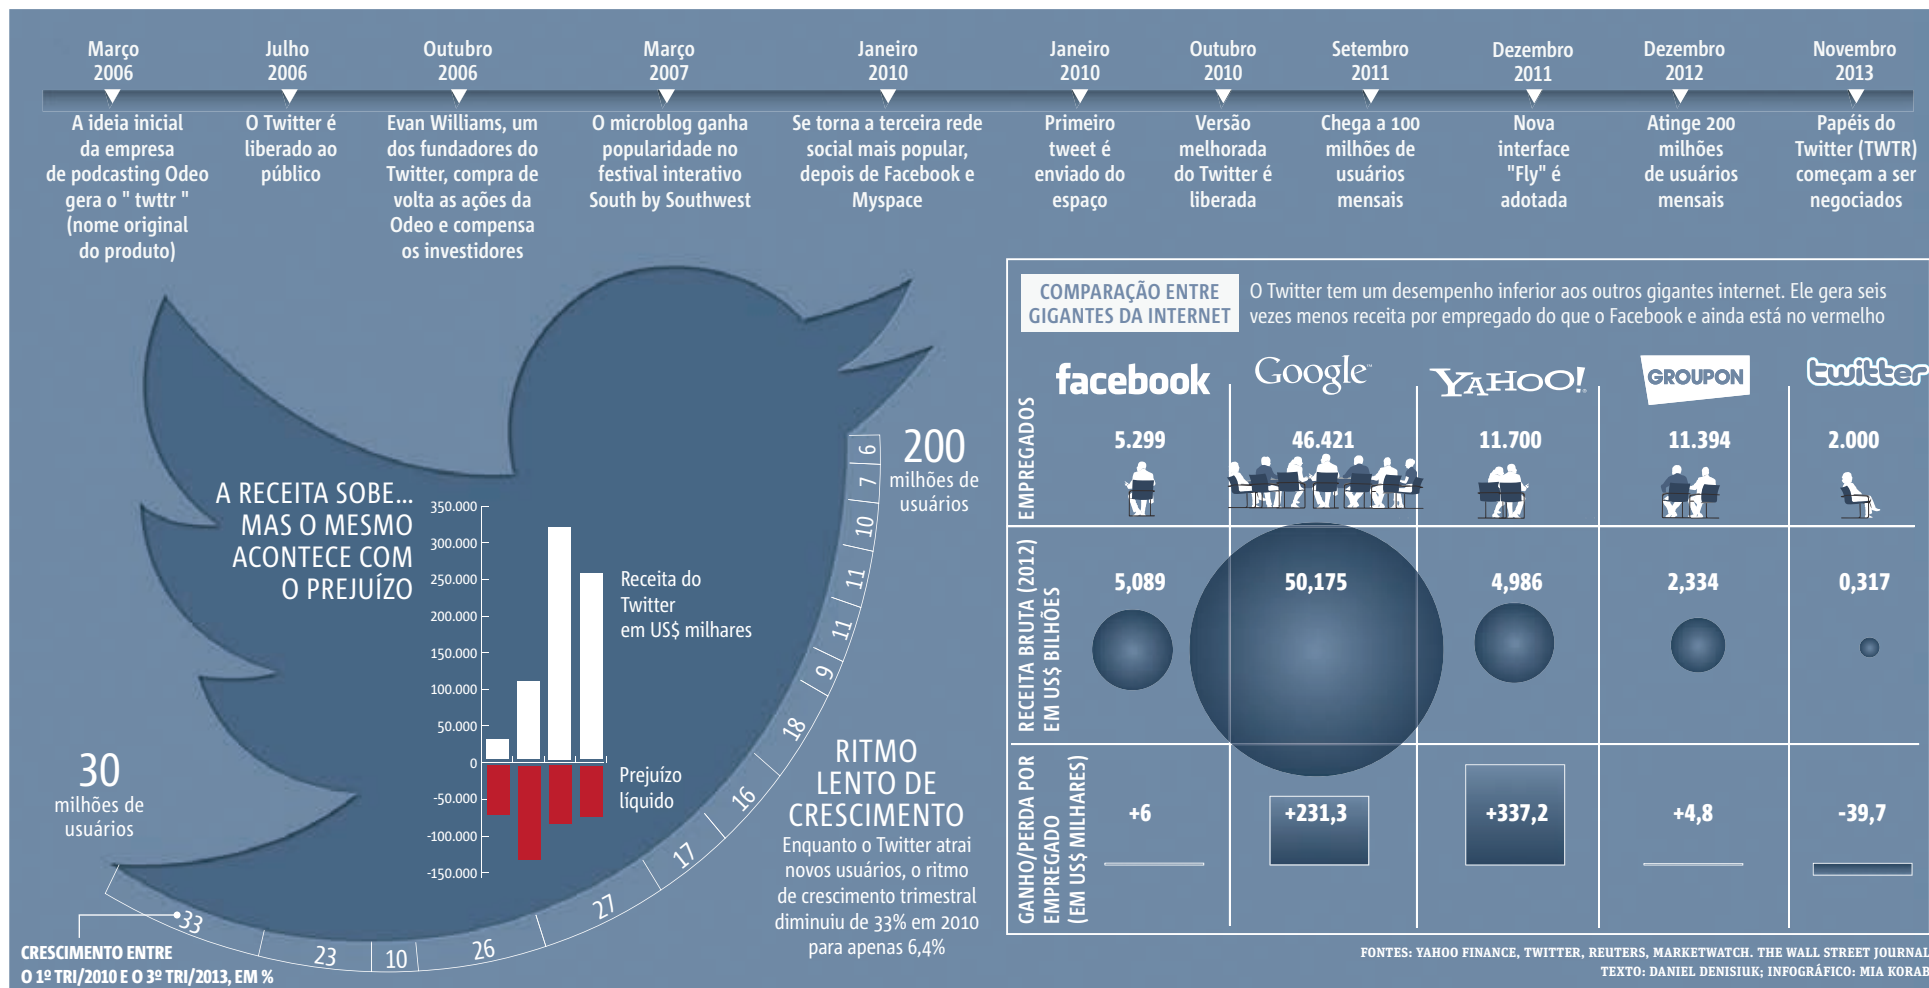 Março
2006
A ideia inicial
da empresa
de podcasting Odeo
gera o " twttr "
(nome original
do produto)
Julho
2006
O Twitter é
liberado ao
público
Outubro
2006
Evan Williams, um
dos fundadores do
Twitter, compra de
volta as ações da
Odeo e compensa
os investidores
Março
2007
O microblog ganha
popularidade no
festival interativo
South by Southwest
Janeiro
2010
Se torna a terceira rede
social mais popular,
depois de Facebook e
Myspace
Janeiro
2010
Primeiro
tweet é
enviado do
espaço
Outubro
2010
Versão
melhorada
do Twitter é
liberada
Setembro
2011
Chega a 100
milhões de
usuários
mensais
Dezembro
2011
Nova
interface
"Fly" é
adotada
Dezembro
2012
Atinge 200
milhões
de usuários
mensais
Novembro
2013
Papéis do
Twitter (TWTR)
começam a ser
negociados
A RECEITA SOBE...
MAS O MESMO
ACONTECE COM
O PREJUÍZO
350.000
300.000
250.000
200.000
150.000
100.000
50.000
0
-50.000
-100.000
-150.000
Receita do
Twitter
em US$ milhares
Prejuízo
líquido
30
milhões de
usuários
33
23
10
26
27
17
16
18
9
11
11
10
7
6
200
milhões de
usuários
CRESCIMENTO ENTRE
O 1º TRI/2010 E O 3º TRI/2013, EM %
RITMO
LENTO DE
CRESCIMENTO
Enquanto o Twitter atrai
novos usuários, o ritmo
de crescimento trimestral
diminuiu de 33% em 2010
para apenas 6,4%
COMPARAÇÃO ENTRE
GIGANTES DA INTERNET
O Twitter tem um desempenho inferior aos outros gigantes internet. Ele gera seis
vezes menos receita por empregado do que o Facebook e ainda está no vermelho
facebook
Google
YAHOO!
GROUPON
twitter
EMPREGADOS
5.299
46.421
11.700
11.394
2.000
RECEITA BRUTA (2012)
EM US$ BILHÕES
5,089
50,175
4,986
2,334
0,317
GANHO/PERDA POR
EMPREGADO
(EM US$ MILHARES)
+6
+231,3
+337,2
+4,8
-39,7
FONTES: YAHOO FINANCE, TWITTER, REUTERS, MARKETWATCH. THE WALL STREET JOURNAL
TEXTO: DANIEL DENISIUK; INFOGRÁFICO: MIA KORAB